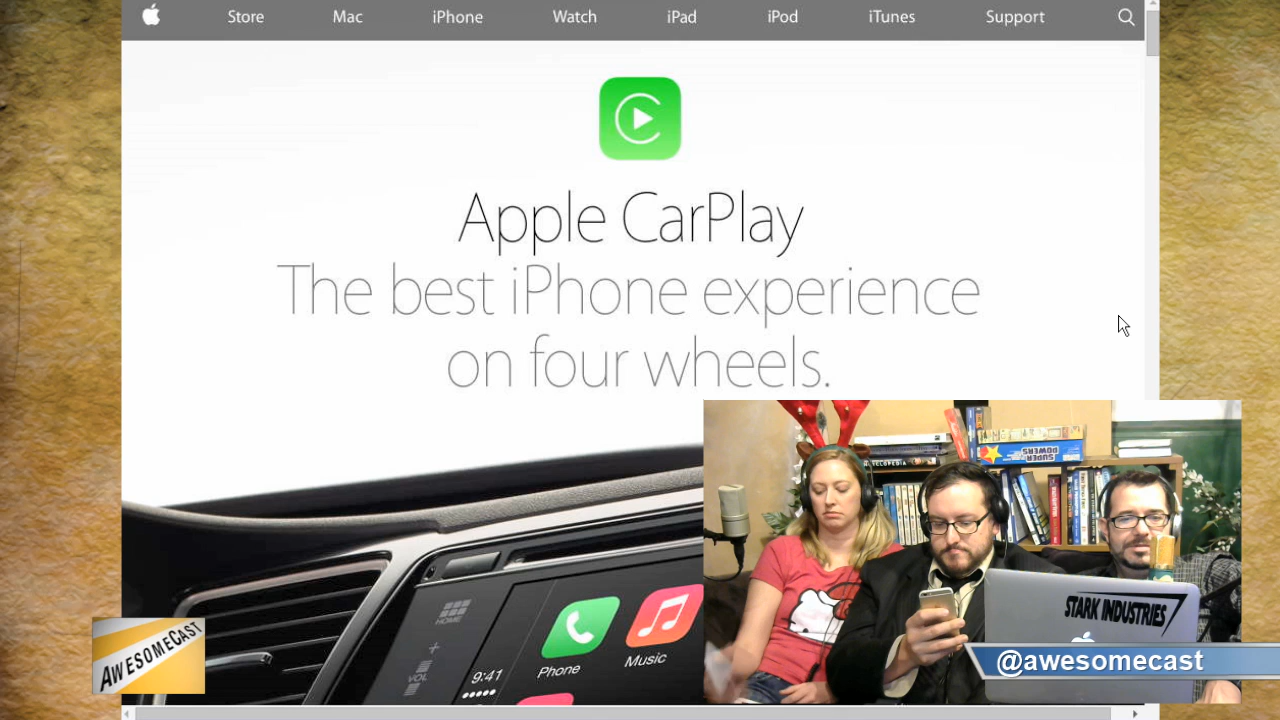 Store Mac iPhone Watch iPad iPod iTunes Support
Apple CarPlay
The best iPhone experience
on four wheels.
HOME
VOL
9:41
Phone
Music
SUPER
POWERS
STARK INDUSTRIES
AWESOMECAST
@awesomecast